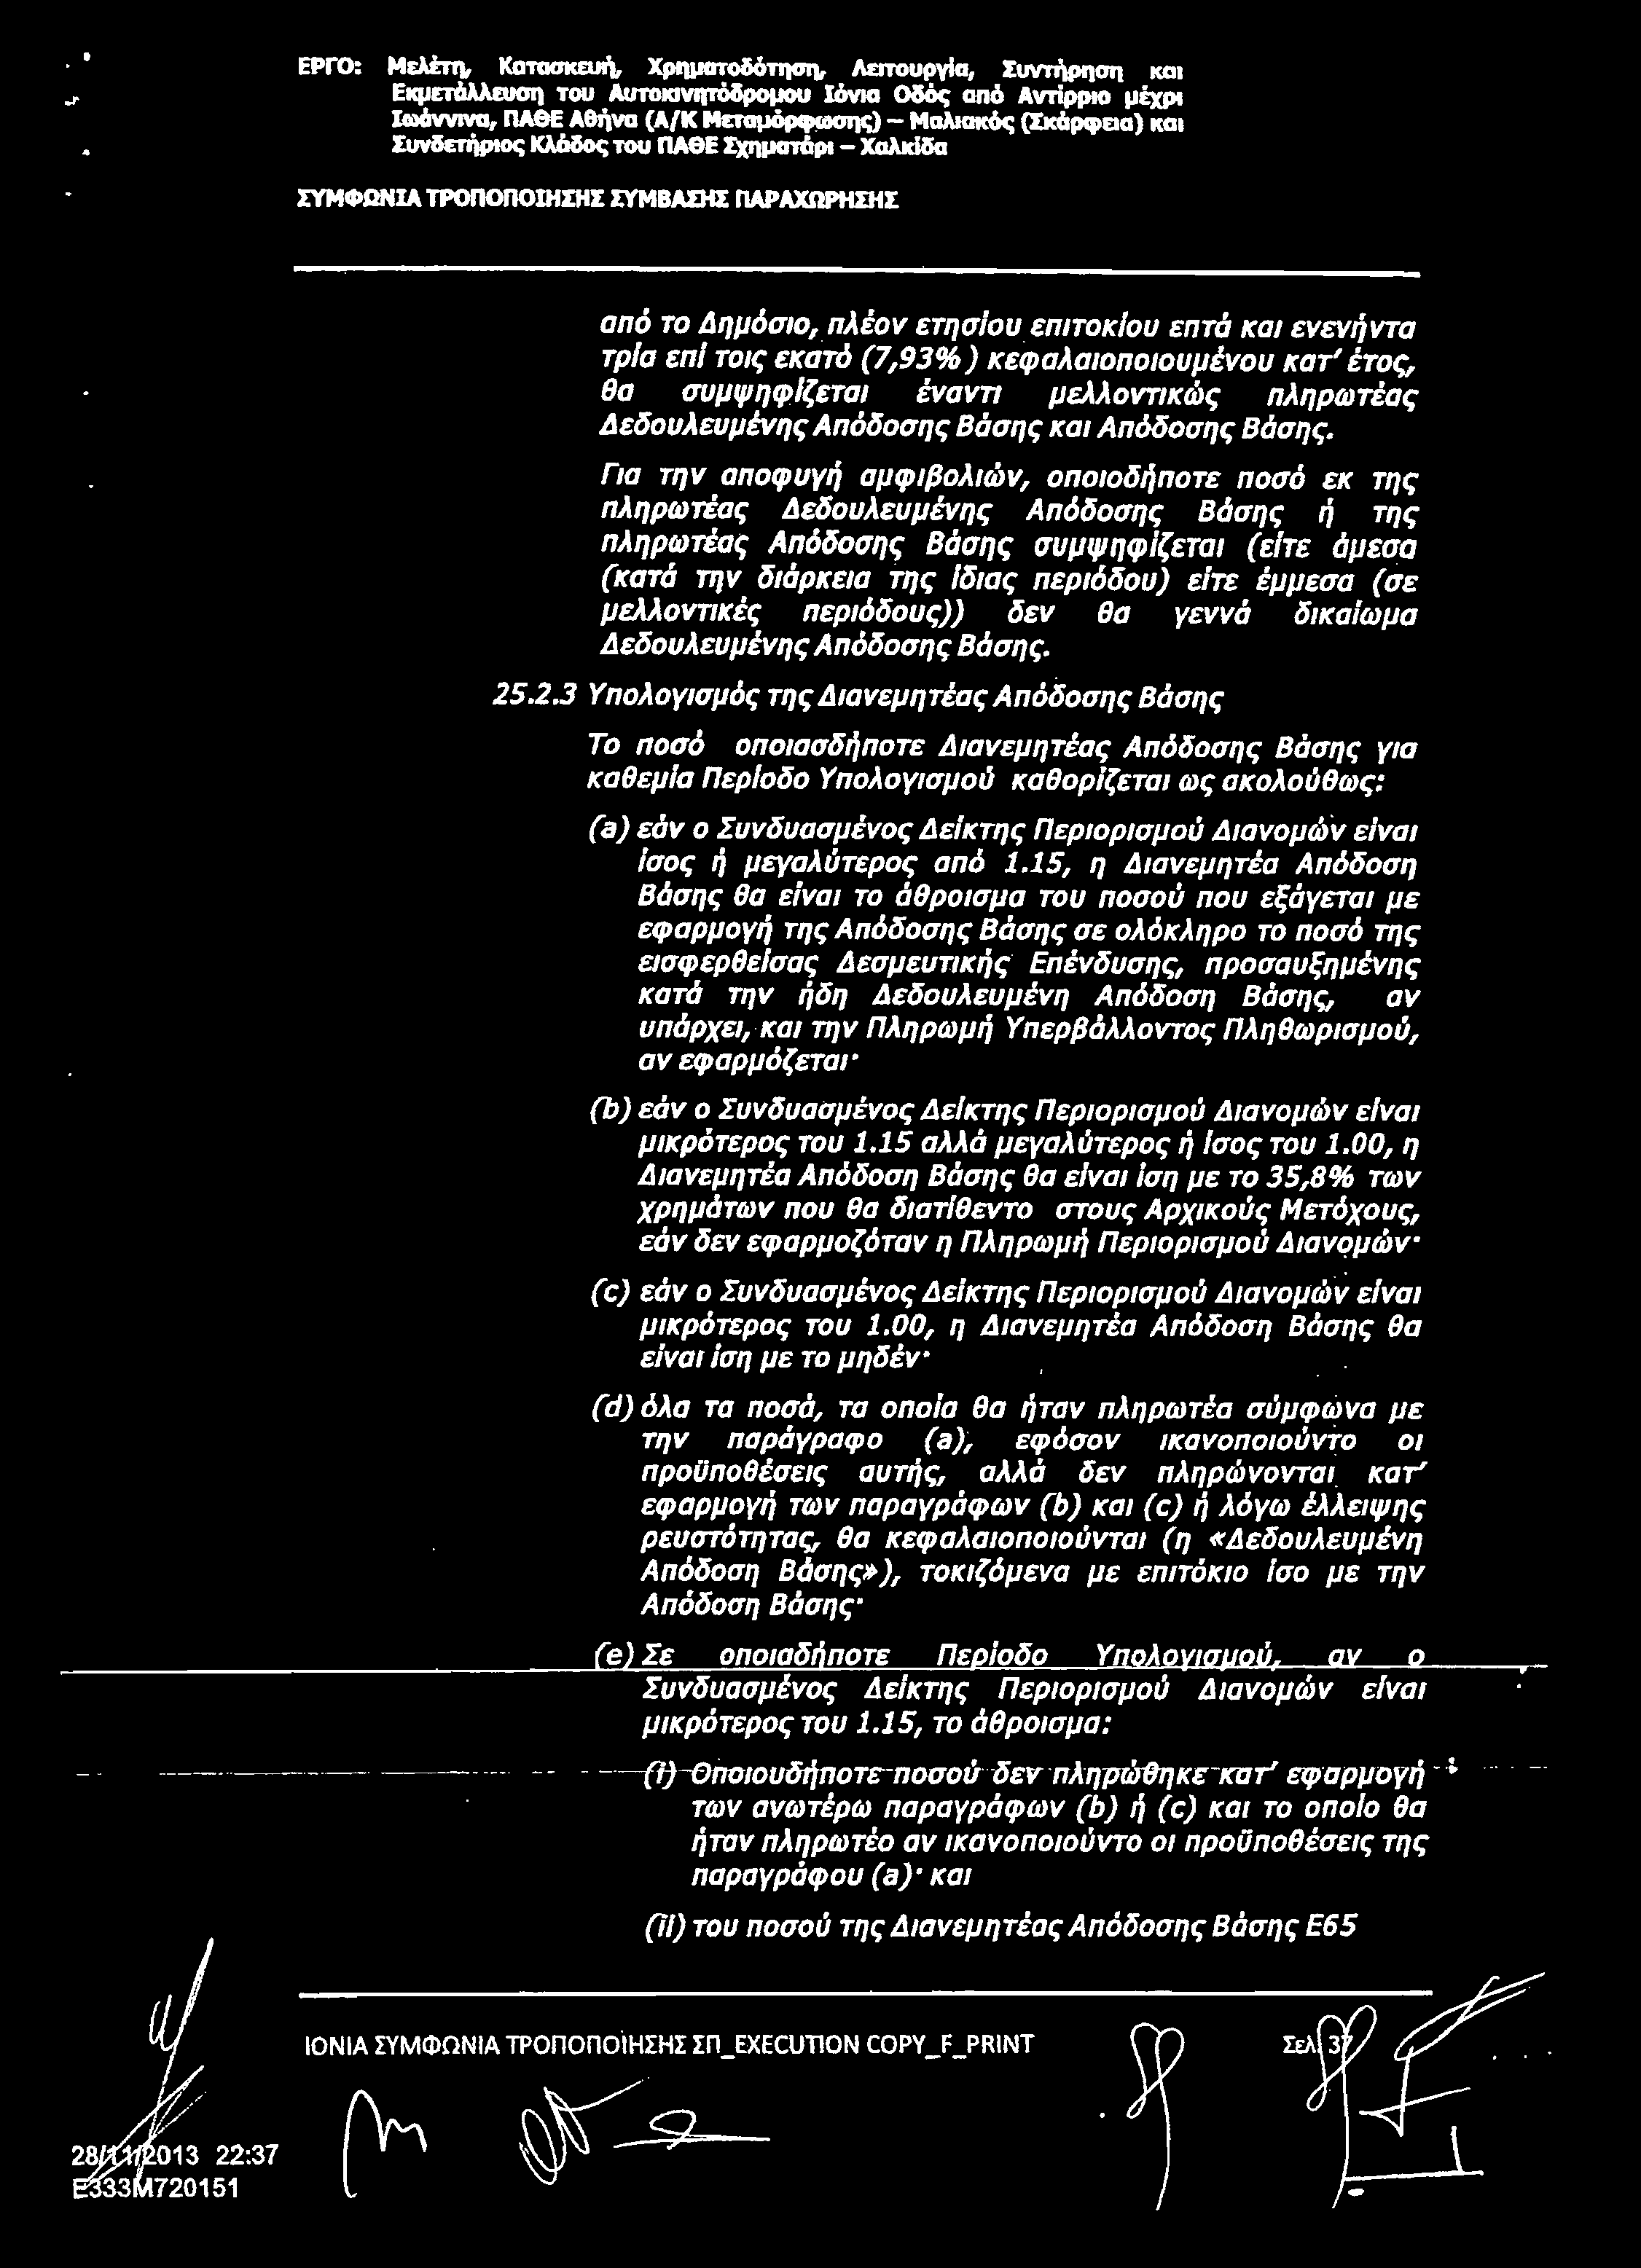 ΕΡΓΟ: Μελέτη, Κατασκευή, Χρηματοδότηση, Λειτουργία, Συντήρηση και
Εκμετάλλευση του Αυτοκινητόδρομου Ιόνια Οδός από Αντίρριο μέχρι
Ιωάννινα, ΠΑΘΕ Αθήνα (Α/Κ Μεταμόρφωσης) – Μαλιακός (Σκάρφεια) και
Συνδετήριος Κλάδος του ΠΑΘΕ Σχηματάρι – Χαλκίδα
ΣΥΜΦΩΝΙΑ ΤΡΟΠΟΠΟΙΗΣΗΣ ΣΥΜΒΑΣΗΣ ΠΑΡΑΧΩΡΗΣΗΣ
από το Δημόσιο, πλέον ετησίου επιτοκίου επτά και ενενήντα
τρία επί τοις εκατό (7,93% ) κεφαλαιοποιουμένου κατ' έτος,
θα συμψηφίζεται έναντι μελλοντικώς πληρωτέας
Δεδουλευμένης Απόδοσης Βάσης και Απόδοσης Βάσης.
Για την αποφυγή αμφιβολιών, οποιοδήποτε ποσό εκ της
πληρωτέας Δεδουλευμένης Απόδοσης Βάσης ή της
πληρωτέας Απόδοσης Βάσης συμψηφίζεται (είτε άμεσα
(κατά την διάρκεια της ίδιας περιόδου) είτε έμμεσα (σε
μελλοντικές περιόδους)) δεν θα γεννά δικαίωμα
Δεδουλευμένης Απόδοσης Βάσης.
25.2.3 Υπολογισμός της Διανεμητέας Απόδοσης Βάσης
Το ποσό οποιασδήποτε Διανεμητέας Απόδοσης Βάσης για
καθεμία Περίοδο Υπολογισμού καθορίζεται ως ακολούθως:
(a) εάν ο Συνδυασμένος Δείκτης Περιορισμού Διανομών είναι
ίσος ή μεγαλύτερος από 1.15, η Διανεμητέα Απόδοση
Βάσης θα είναι το άθροισμα του ποσού που εξάγεται με
εφαρμογή της Απόδοσης Βάσης σε ολόκληρο το ποσό της
εισφερθείσας Δεσμευτικής Επένδυσης, προσαυξημένης
κατά την ήδη Δεδουλευμένη Απόδοση Βάσης, αν
υπάρχει, και την Πληρωμή Υπερβάλλοντος Πληθωρισμού,
αν εφαρμόζεται·
(b) εάν ο Συνδυασμένος Δείκτης Περιορισμού Διανομών είναι
μικρότερος του 1.15 αλλά μεγαλύτερος ή ίσος του 1.00, η
Διανεμητέα Απόδοση Βάσης θα είναι ίση με το 35,8% των
χρημάτων που θα διατίθεντο στους Αρχικούς Μετόχους,
εάν δεν εφαρμοζόταν η Πληρωμή Περιορισμού Διανομών·
(c) εάν ο Συνδυασμένος Δείκτης Περιορισμού Διανομών είναι
μικρότερος του 1.00, η Διανεμητέα Απόδοση Βάσης θα
είναι ίση με το μηδέν·
(d) όλα τα ποσά, τα οποία θα ήταν πληρωτέα σύμφωνα με
την παράγραφο (a), εφόσον ικανοποιούντο οι
προϋποθέσεις αυτής, αλλά δεν πληρώνονται κατ'
εφαρμογή των παραγράφων (b) και (c) ή λόγω έλλειψης
ρευστότητας, θα κεφαλαιοποιούνται (η «Δεδουλευμένη
Απόδοση Βάσης»), τοκιζόμενα με επιτόκιο ίσο με την
Απόδοση Βάσης·
(e) Σε οποιαδήποτε Περίοδο Υπολογισμού, αν ο
Συνδυασμένος Δείκτης Περιορισμού Διανομών είναι
μικρότερος του 1.15, το άθροισμα:
(i) Οποιουδήποτε ποσού δεν πληρώθηκε κατ' εφαρμογή
των ανωτέρω παραγράφων (b) ή (c) και το οποίο θα
ήταν πληρωτέο αν ικανοποιούντο οι προϋποθέσεις της
παραγράφου (a)· και
(ii) του ποσού της Διανεμητέας Απόδοσης Βάσης Ε65
ΙΟΝΙΑ ΣΥΜΦΩΝΙΑ ΤΡΟΠΟΠΟΙΗΣΗΣ ΣΠ_EXECUTION COPY_F_PRINT Σελ 37
28/11/2013 22:37
E333M720151